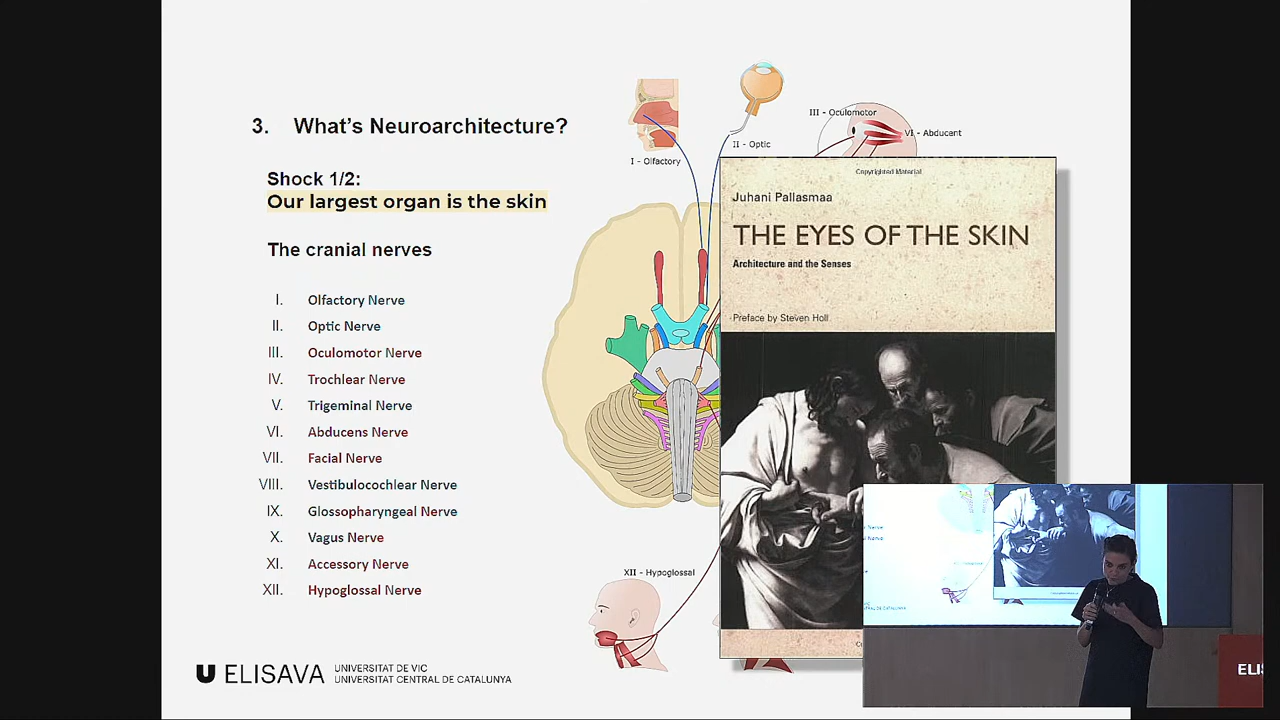 3. What's Neuroarchitecture?
Shock 1/2:
Our largest organ is the skin
The cranial nerves
I. Olfactory Nerve
II. Optic Nerve
III. Oculomotor Nerve
IV. Trochlear Nerve
V. Trigeminal Nerve
VI. Abducens Nerve
VII. Facial Nerve
VIII. Vestibulocochlear Nerve
IX. Glossopharyngeal Nerve
X. Vagus Nerve
XI. Accessory Nerve
XII. Hypoglossal Nerve
I - Olfactory
II - Optic
III - Oculomotor
VI - Abducent
XII - Hypoglossal
Copyrighted Material
Juhani Pallasmaa
THE EYES OF THE SKIN
Architecture and the Senses
Preface by Steven Holl
ELISAVA
UNIVERSITAT DE VIC
UNIVERSITAT CENTRAL DE CATALUNYA